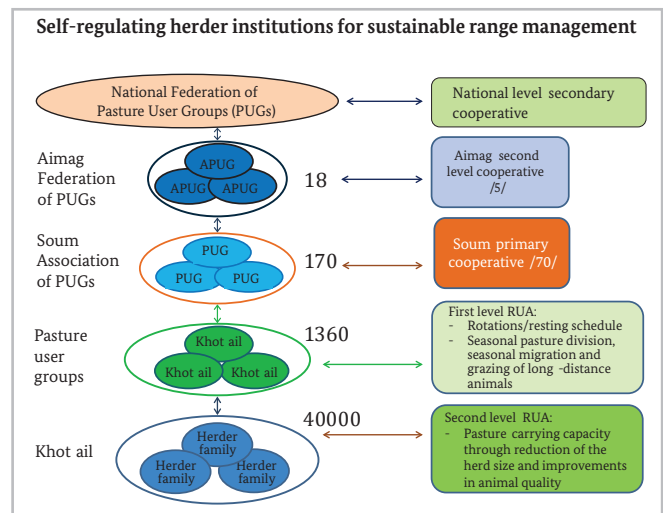 Self-regulating herder institutions for sustainable range management
National Federation of
Pasture User Groups (PUGs)
National level secondary
cooperative
Aimag
Federation
of PUGs
APUG
APUG
APUG
18
Aimag second
level cooperative
/5/
Soum
Association
of PUGs
PUG
PUG
PUG
170
Soum primary
cooperative /70/
Pasture
user
groups
Khot ail
Khot ail
Khot ail
1360
First level RUA:
- Rotations/resting schedule
- Seasonal pasture division,
seasonal migration and
grazing of long -distance
animals
Khot ail
Herder
family
Herder
family
Herder
family
40000
Second level RUA:
- Pasture carrying capacity
through reduction of the
herd size and improvements
in animal quality